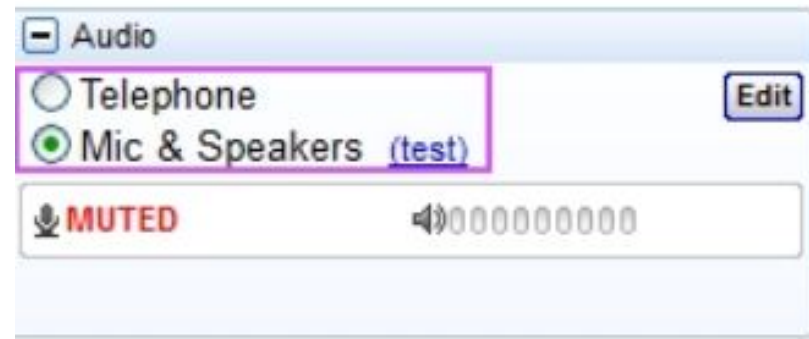 Audio
Telephone
Edit
Mic & Speakers (test)
MUTED